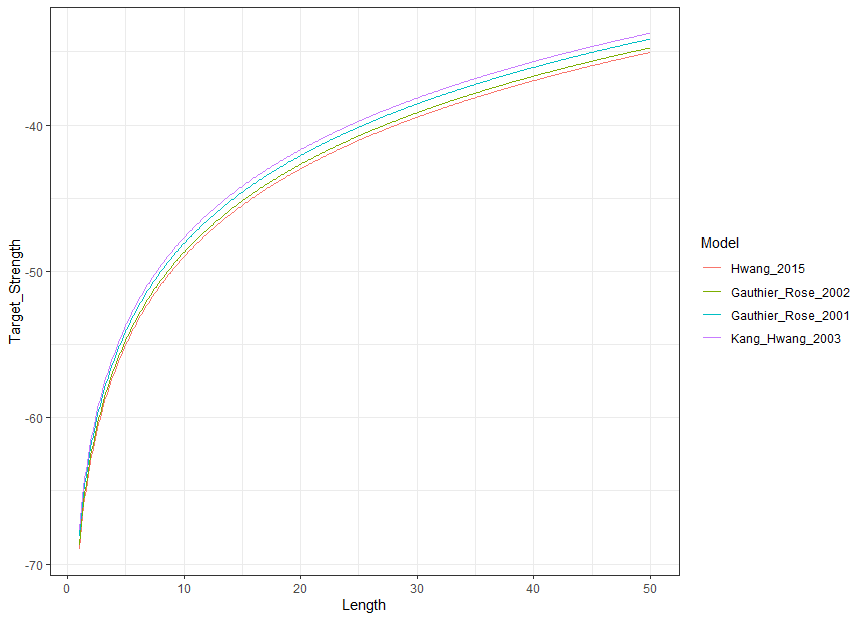 -40
-50
-60
-70
0
10
20
30
40
50
Length
Target_Strength
Model
Hwang_2015
Gauthier_Rose_2002
Gauthier_Rose_2001
Kang_Hwang_2003